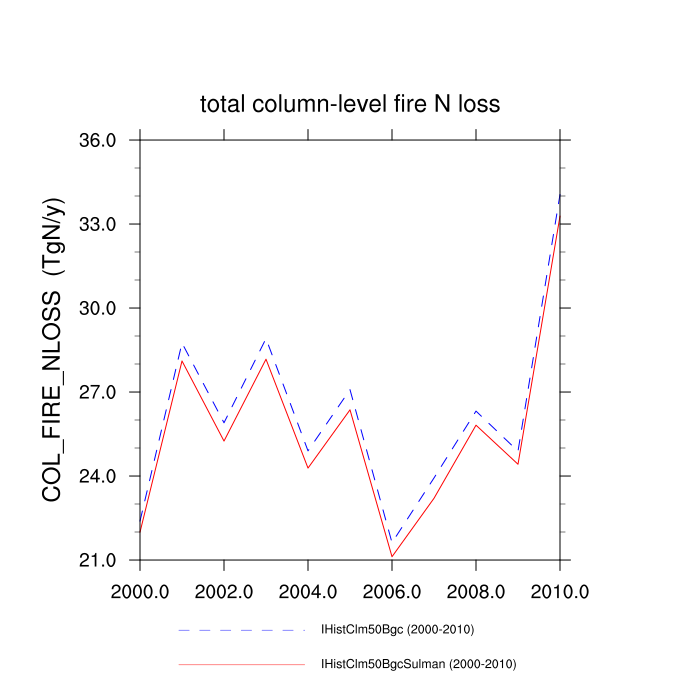 total column-level fire N loss
COL_FIRE_NLOSS (TgN/y)
36.0
33.0
30.0
27.0
24.0
21.0
2000.0 2002.0 2004.0 2006.0 2008.0 2010.0
IHistClm50Bgc (2000-2010)
IHistClm50BgcSulman (2000-2010)